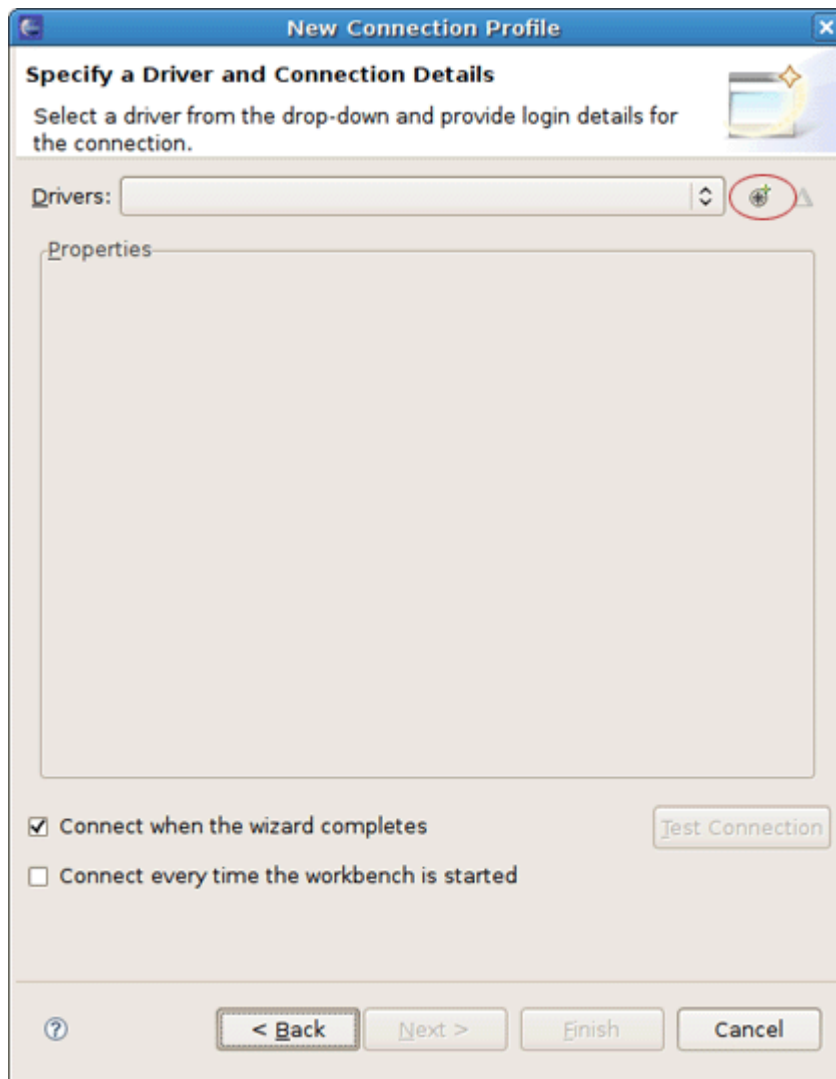 New Connection Profile
Specify a Driver and Connection Details
Select a driver from the drop-down and provide login details for
the connection.
Drivers:
Properties
Connect when the wizard completes
Test Connection
Connect every time the workbench is started
< Back
Next >
Finish
Cancel